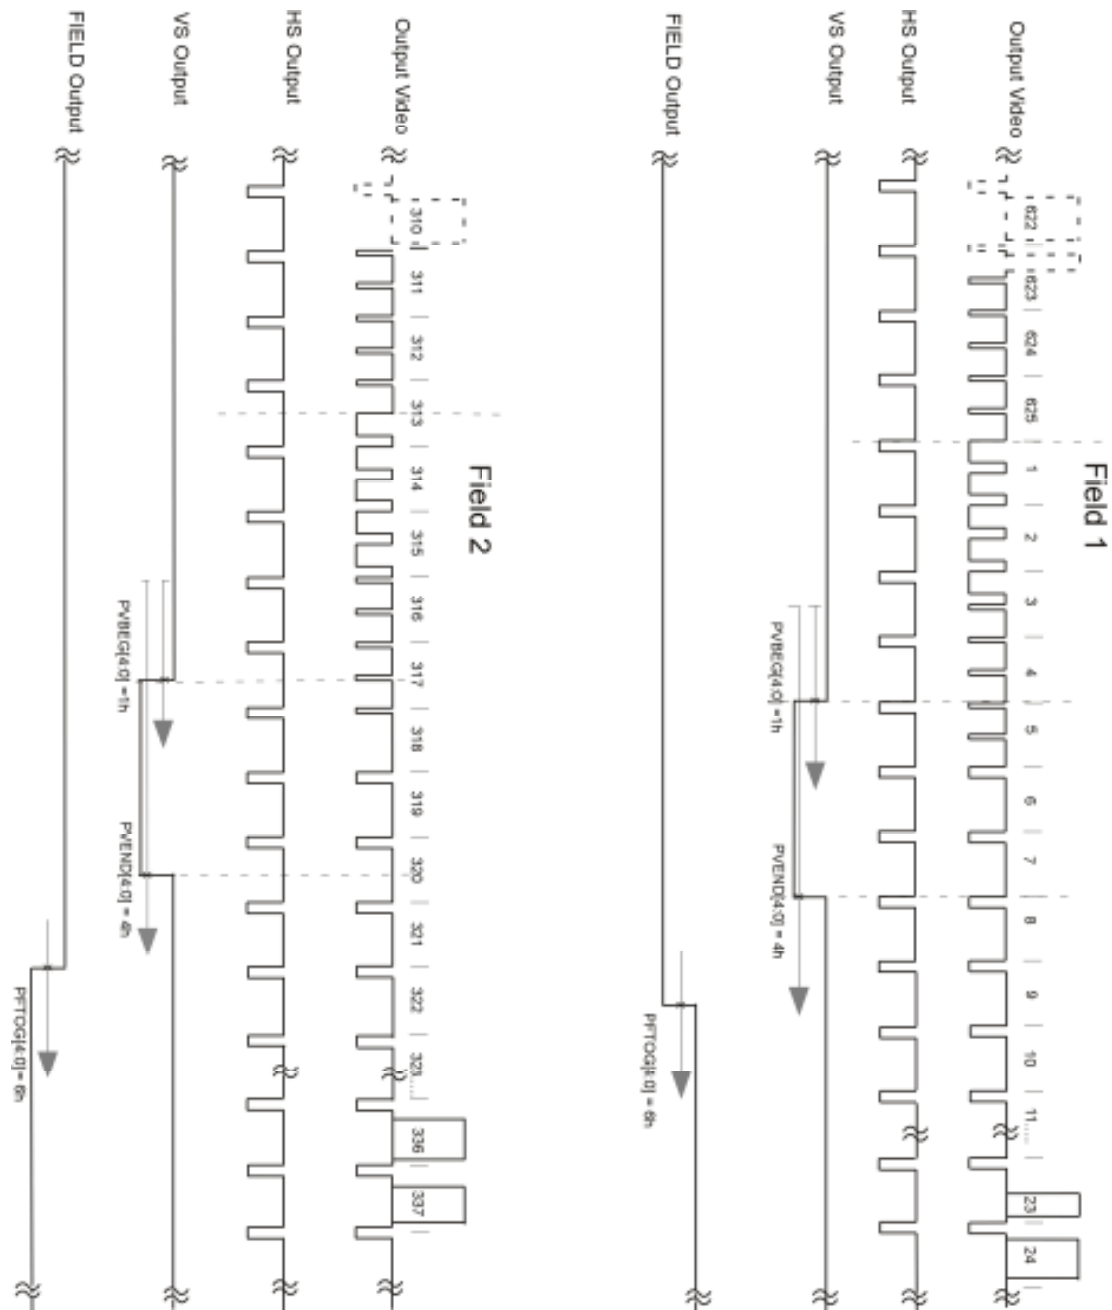 Field 1
Output Video 622 623 624 625 1 2 3 4 5 6 7 8 9 10 11..... 23 24
HS Output
VS Output
PVBEG[4:0] =1h PVEND[4:0] = 4h
FIELD Output
PFTOG[4:0] = 6h
Field 2
Output Video 310 311 312 313 314 315 316 317 318 319 320 321 322 323..... 336 337
HS Output
VS Output
PVBEG[4:0] =1h PVEND[4:0] = 4h
FIELD Output
PFTOG[4:0] = 6h